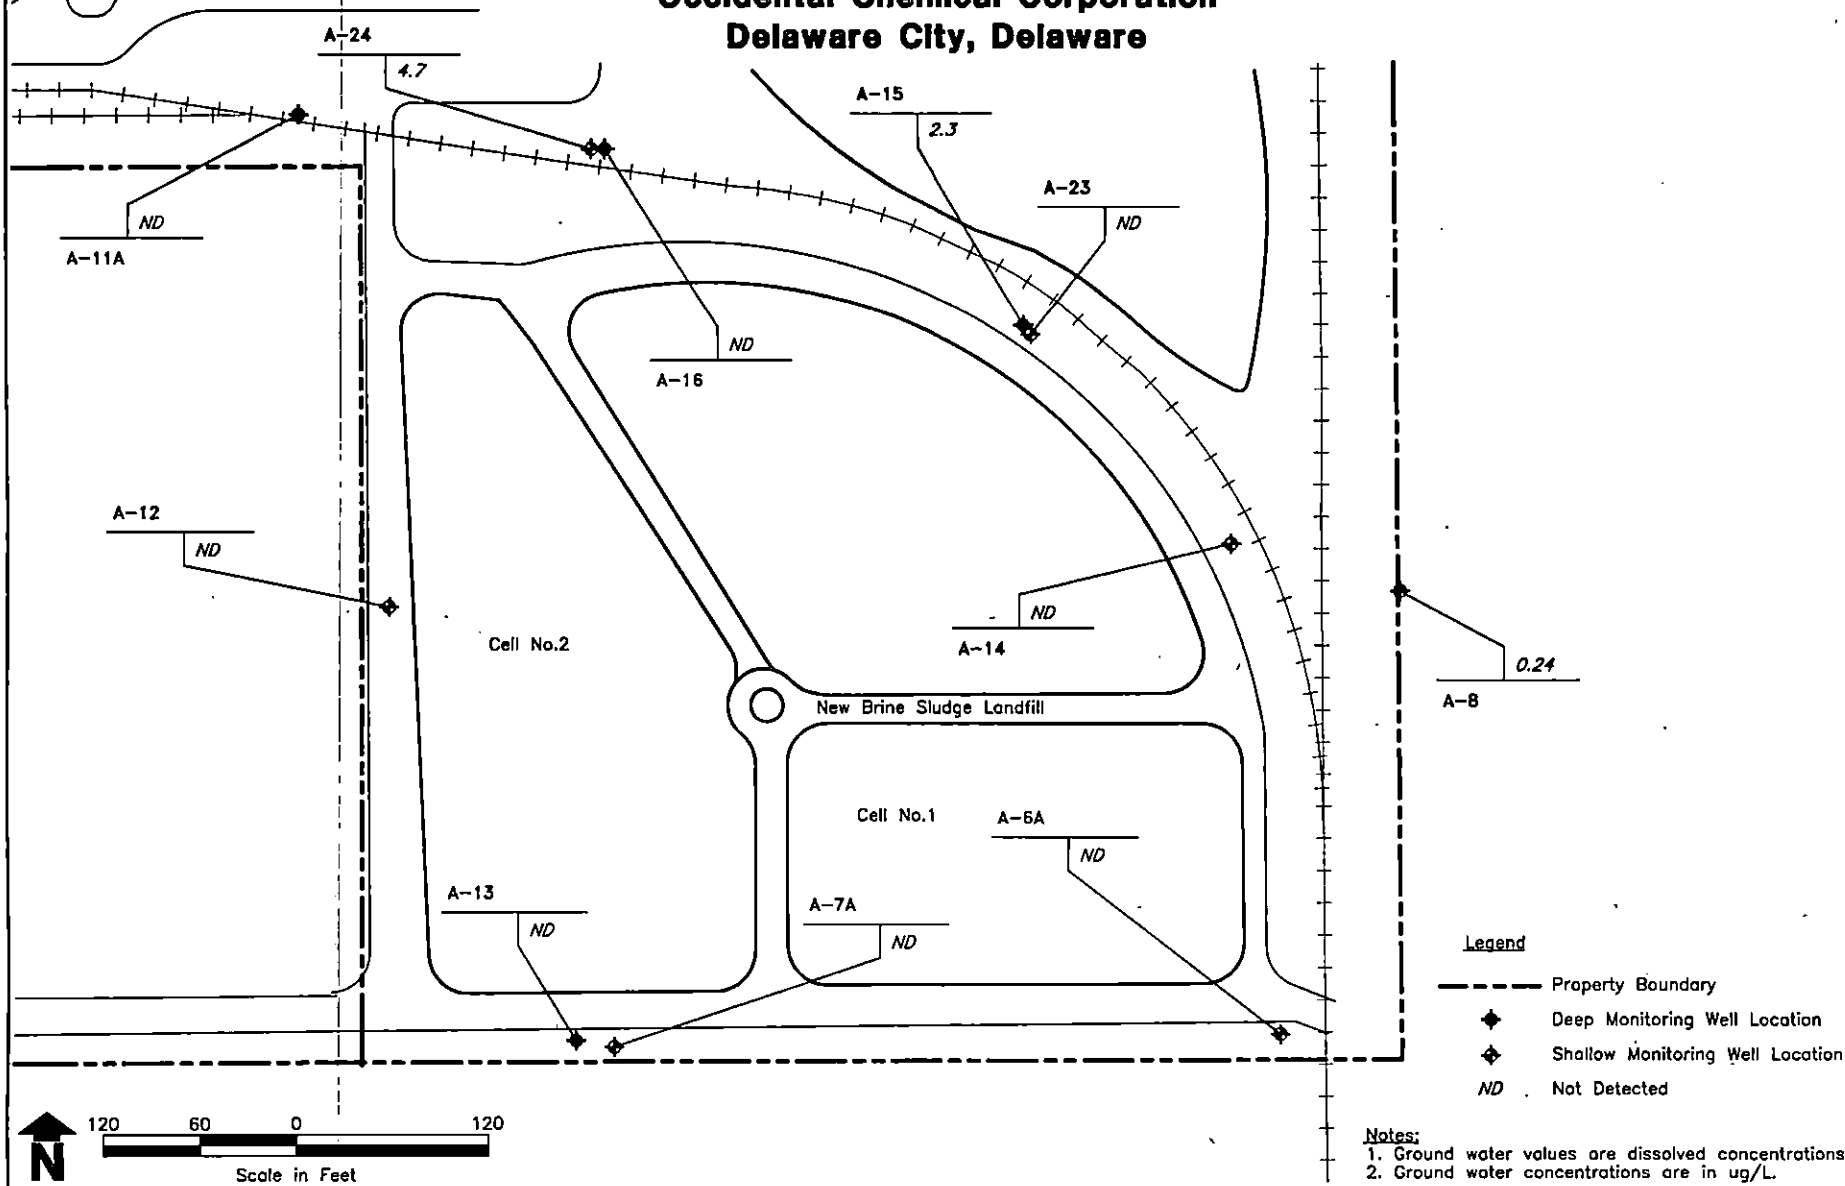 Occidental Chemical Corporation
Delaware City, Delaware
A-24
4.7
A-15
2.3
A-23
ND
ND
A-11A
ND
A-16
A-12
ND
ND
A-14
Cell No.2
0.24
A-8
New Brine Sludge Landfill
Cell No.1
A-6A
ND
A-13
ND
A-7A
ND
Legend
Property Boundary
Deep Monitoring Well Location
Shallow Monitoring Well Location
ND Not Detected
N
120 60 0 120
Scale in Feet
Notes:
1. Ground water values are dissolved concentrations
2. Ground water concentrations are in ug/L.